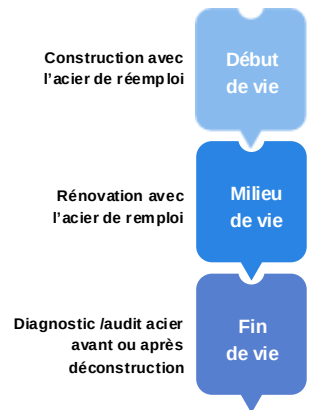 Construction avec
l’acier de réemploi
Début
de vie
Rénovation avec
l’acier de remploi
Milieu
de vie
Diagnostic /audit acier
avant ou après
déconstruction
Fin
de vie